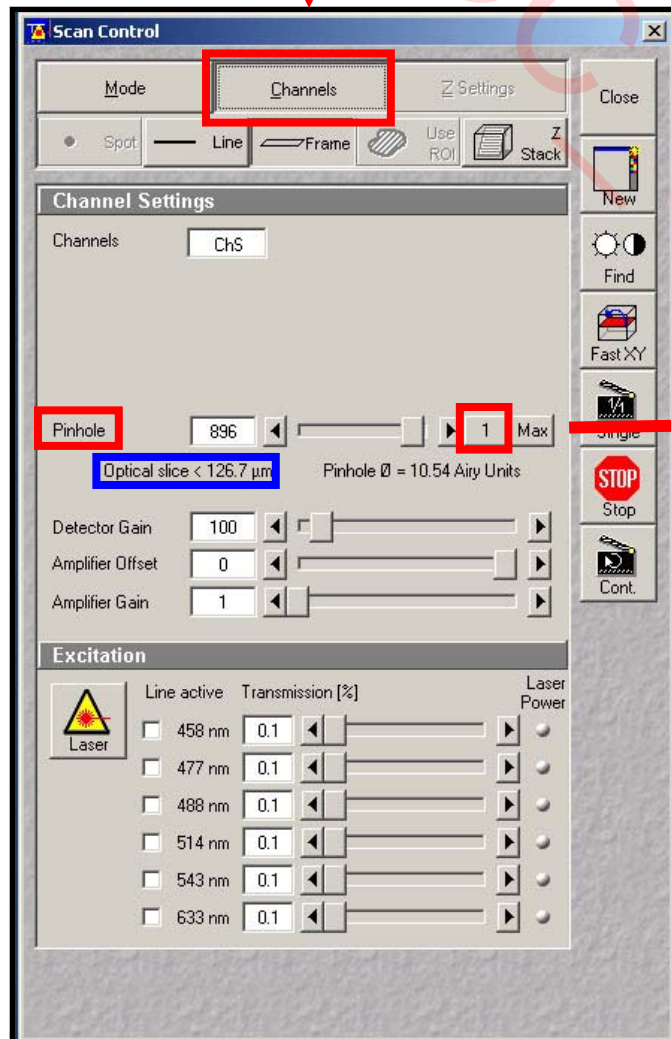 Scan Control
Mode
Channels
Z Settings
Close
Spot
Line
Frame
Use ROI
Z Stack
New
Channel Settings
Channels ChS
Find
Fast XY
Pinhole 896 1 Max
Single
Optical slice < 126.7 µm Pinhole Ø = 10.54 Airy Units
STOP
Stop
Detector Gain 100
Amplifier Offset 0
Cont.
Amplifier Gain 1
Excitation
Laser
Line active Transmission [%] Laser Power
458 nm 0.1
477 nm 0.1
488 nm 0.1
514 nm 0.1
543 nm 0.1
633 nm 0.1